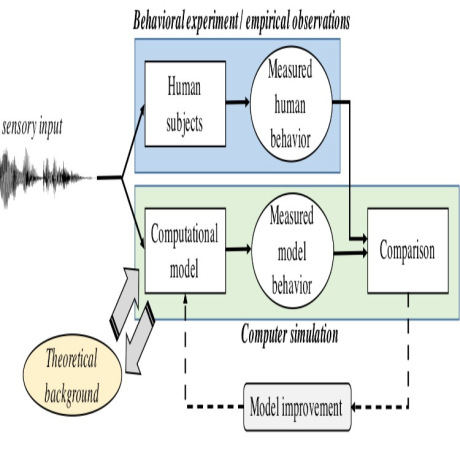 Behavioral experiment/ empirical observations
sensory input
Human
subjects
Measured
human
behavior
Computational
model
Measured
model
behavior
Comparison
Computer simulation
Theoretical
background
Model improvement